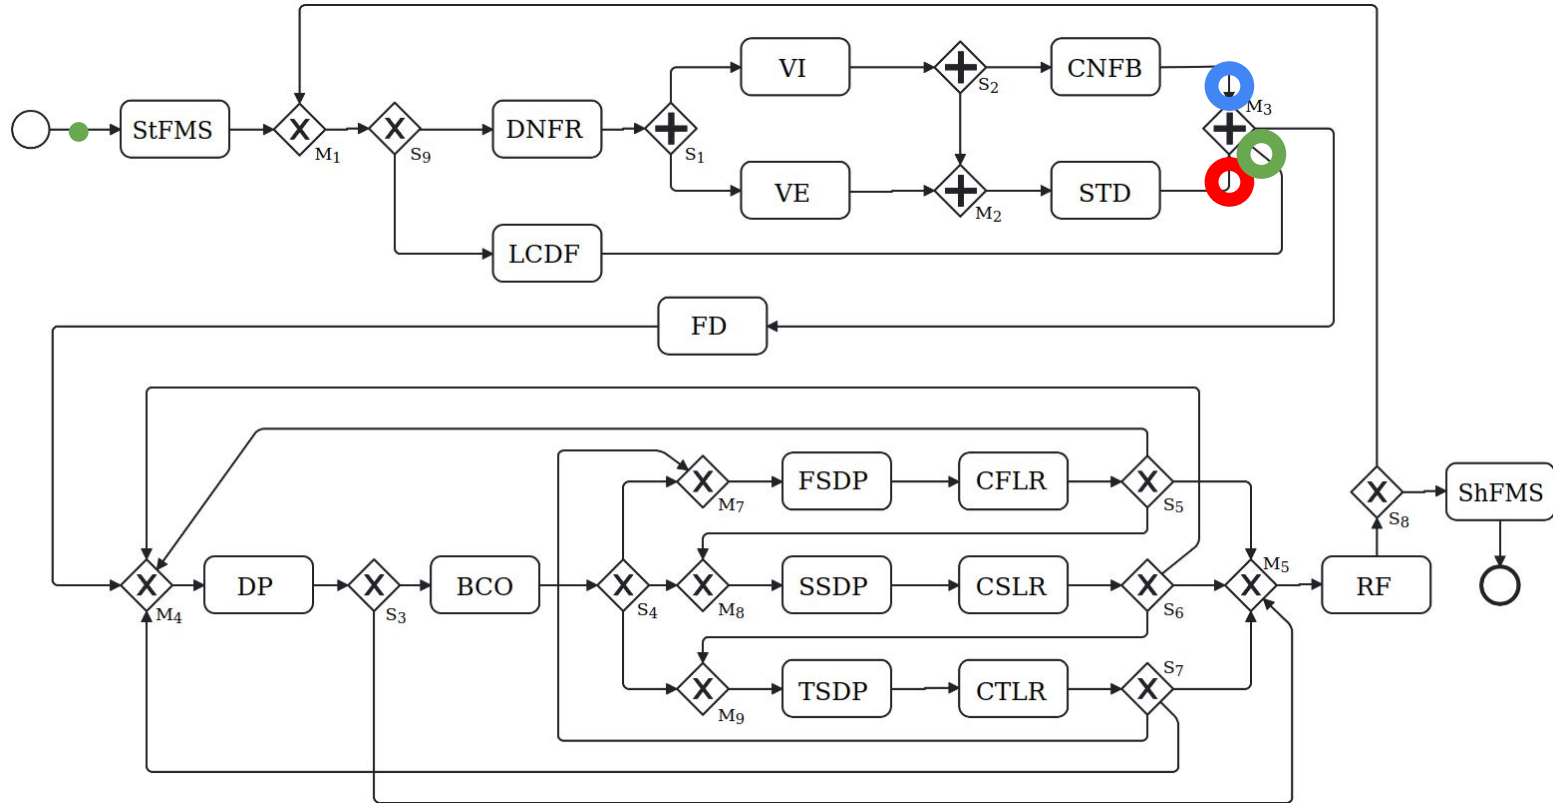 VI
CNFB
S2
M3
StFMS
DNFR
M1
S9
S1
VE
STD
M2
LCDF
FD
FSDP
CFLR
M7
S5
ShFMS
S8
DP
BCO
SSDP
CSLR
M5
RF
M4
S3
S4
M8
S6
TSDP
CTLR
S7
M9